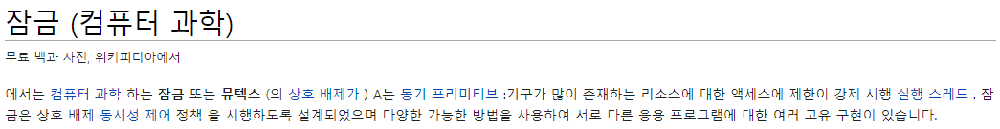 잠금 (컴퓨터 과학)
무료 백과 사전, 위키피디아에서
에서는 컴퓨터 과학 하는 잠금 또는 뮤텍스 (의 상호 배제가 ) A는 동기 프리미티브 :기구가 많이 존재하는 리소스에 대한 액세스에 제한이 강제 시행 실행 스레드 . 잠
금은 상호 배제 동시성 제어 정책 을 시행하도록 설계되었으며 다양한 가능한 방법을 사용하여 서로 다른 응용 프로그램에 대한 여러 고유 구현이 있습니다.